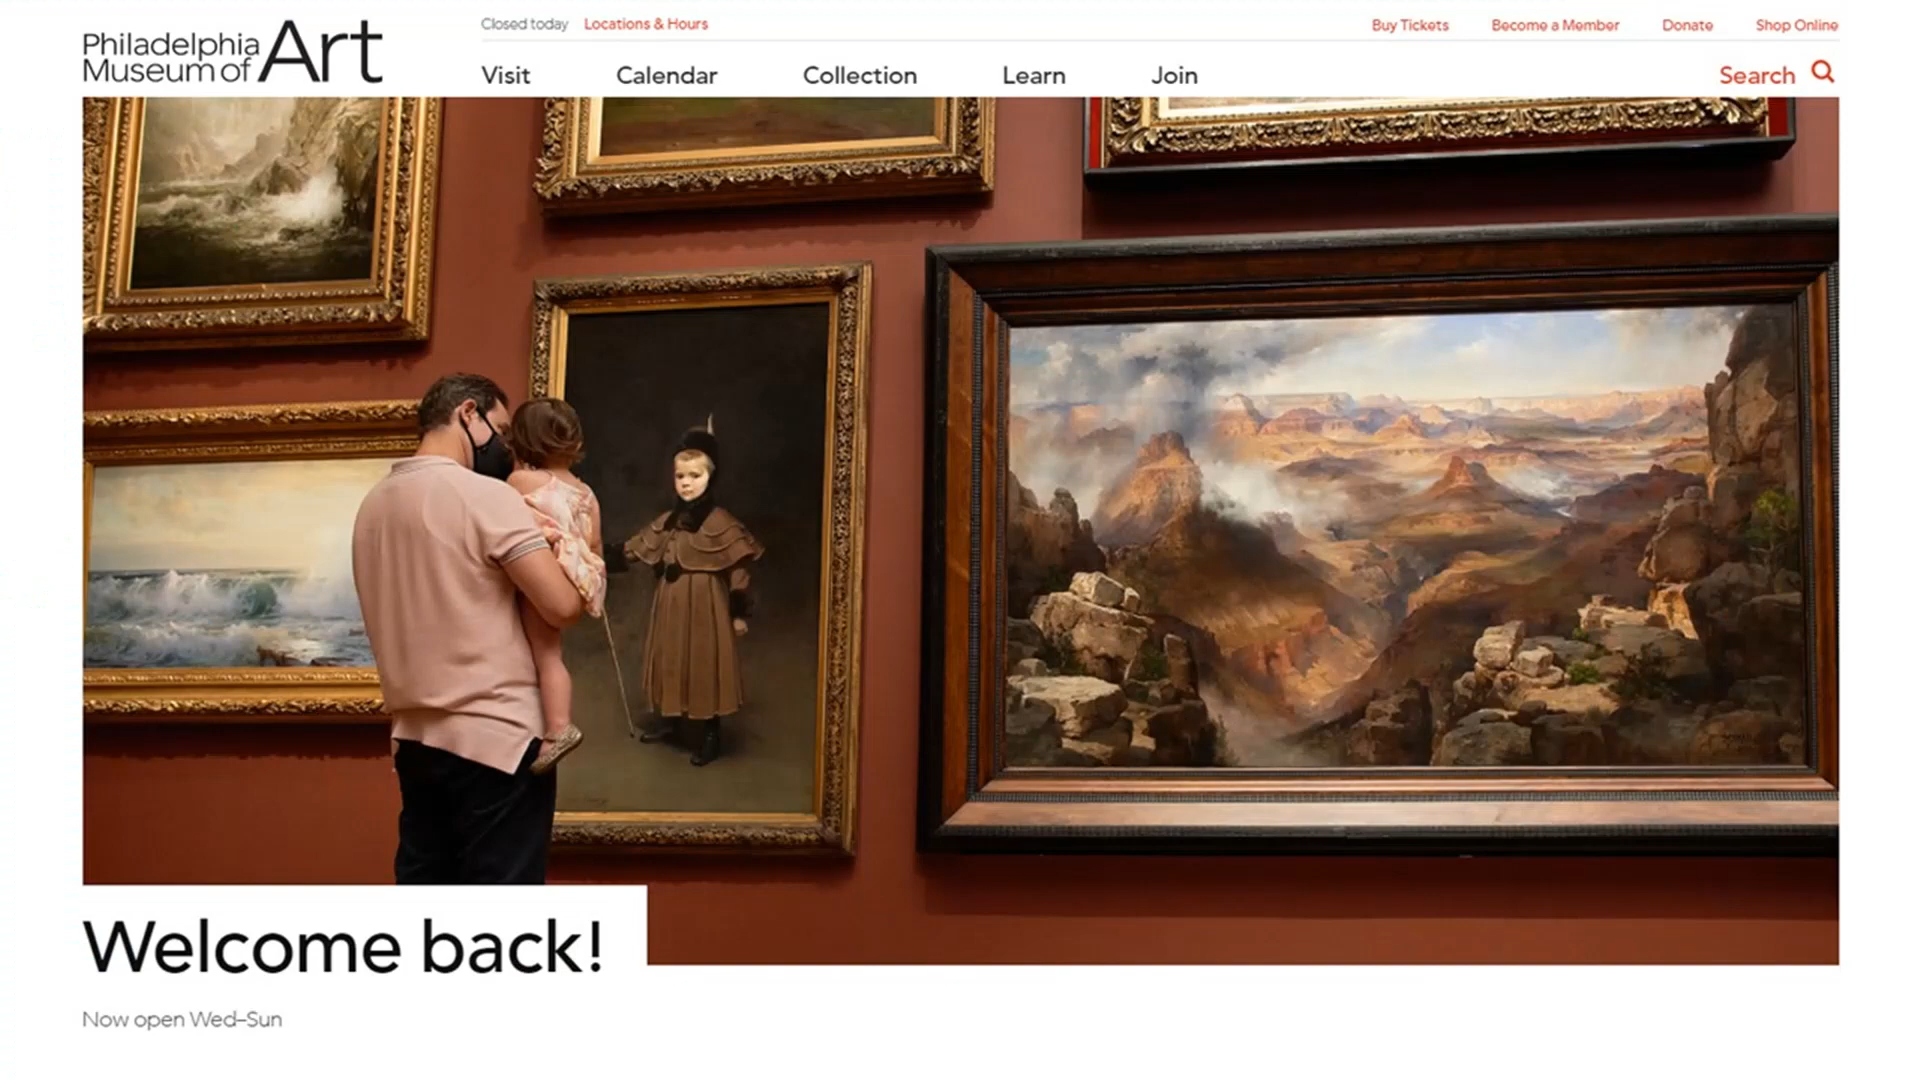 Philadelphia
Museum of Art
Closed today Locations & Hours
Buy Tickets Become a Member Donate Shop Online
Visit Calendar Collection Learn Join
Search
Welcome back!
Now open Wed–Sun